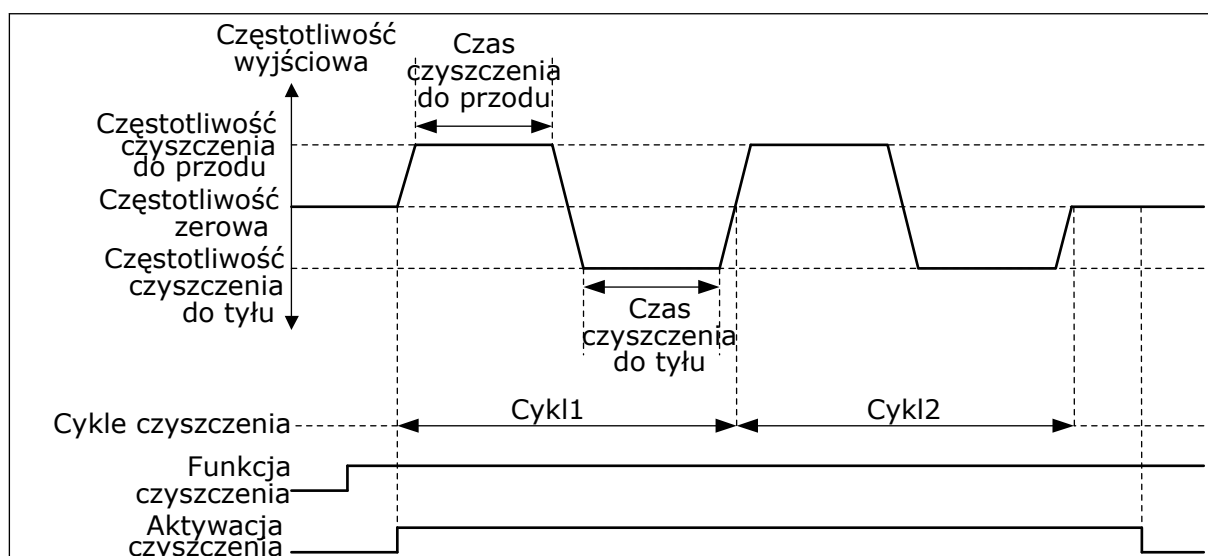 Częstotliwość
wyjściowa
Czas
czyszczenia
do przodu
Częstotliwość
czyszczenia
do przodu
Częstotliwość
zerowa
Częstotliwość
czyszczenia
do tyłu
Czas
czyszczenia
do tyłu
Cykle czyszczenia
Cykl1
Cykl2
Funkcja
czyszczenia
Aktywacja
czyszczenia